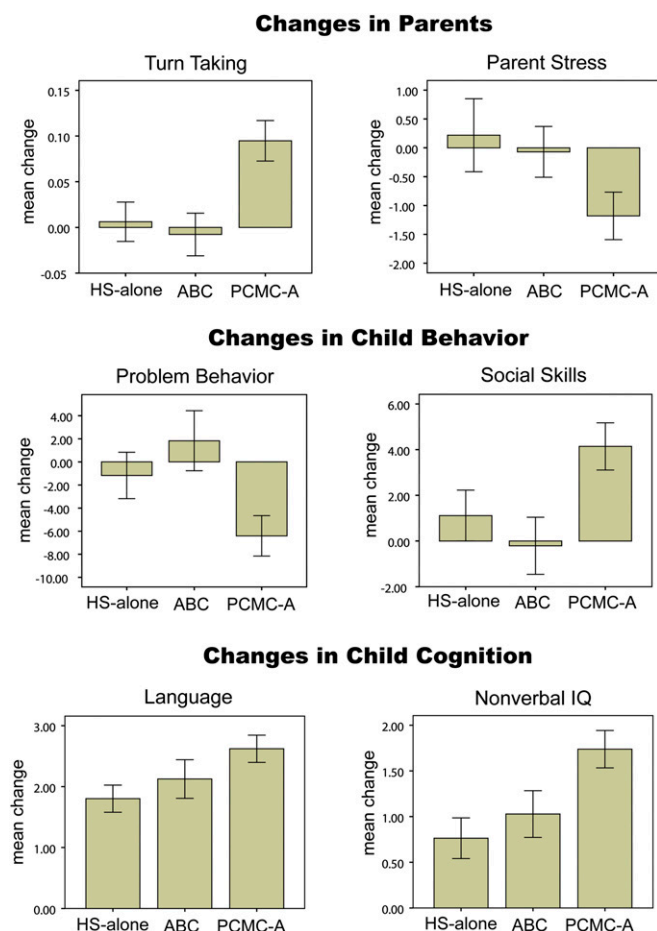 Changes in Parents
Turn Taking
Parent Stress
mean change
0.15
0.10
0.05
0.00
-0.05
HS-alone ABC PCMC-A
mean change
1.00
0.50
0.00
-0.50
-1.00
-1.50
-2.00
HS-alone ABC PCMC-A
Changes in Child Behavior
Problem Behavior
Social Skills
mean change
4.00
2.00
0.00
-2.00
-4.00
-6.00
-8.00
-10.00
HS-alone ABC PCMC-A
mean change
6.00
4.00
2.00
0.00
-2.00
HS-alone ABC PCMC-A
Changes in Child Cognition
Language
Nonverbal IQ
mean change
3.00
2.00
1.00
0.00
HS-alone ABC PCMC-A
mean change
2.00
1.50
1.00
0.50
0.00
HS-alone ABC PCMC-A